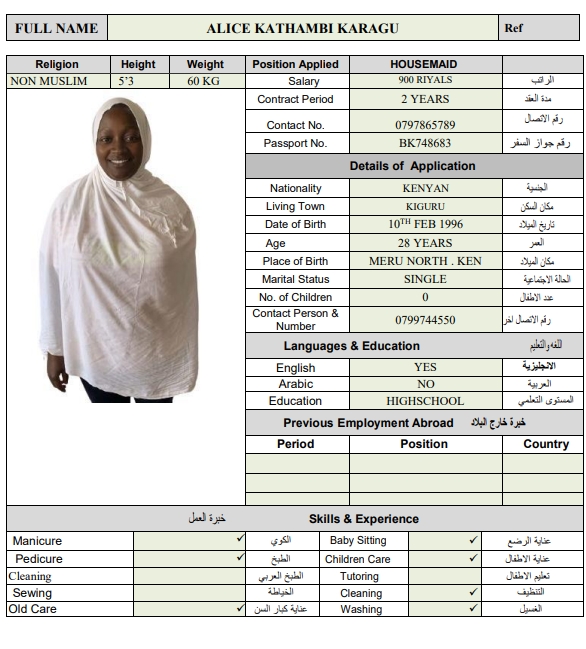 FULL NAME ALICE KATHAMBI KARAGU Ref
Religion Height Weight Position Applied HOUSEMAID
NON MUSLIM 5'3 60 KG Salary 900 RIYALS الراتب
Contract Period 2 YEARS مدة العقد
Contact No. 0797865789 رقم الاتصال
Passport No. BK748683 رقم جواز السفر
Details of Application
Nationality KENYAN الجنسية
Living Town KIGURU مكان السكن
Date of Birth 10TH FEB 1996 تاريخ الميلاد
Age 28 YEARS العمر
Place of Birth MERU NORTH . KEN مكان الميلاد
Marital Status SINGLE الحالة الاجتماعية
No. of Children 0 عدد الاطفال
Contact Person & Number 0799744550 رقم الاتصال اخر
Languages & Education للغه والتعليم
English YES الانجليزية
Arabic NO العربية
Education HIGHSCHOOL المستوى التعلمي
Previous Employment Abroad خبرة خارج البلاد
Period Position Country
خبرة العمل Skills & Experience
Manicure ✓ الكوي Baby Sitting ✓ عناية الرضع
Pedicure ✓ الطبخ Children Care ✓ عناية الاطفال
Cleaning الطبخ العربي Tutoring تعليم الاطفال
Sewing الخياطة Cleaning ✓ التنظيف
Old Care ✓ عناية كبار السن Washing ✓ الغسيل